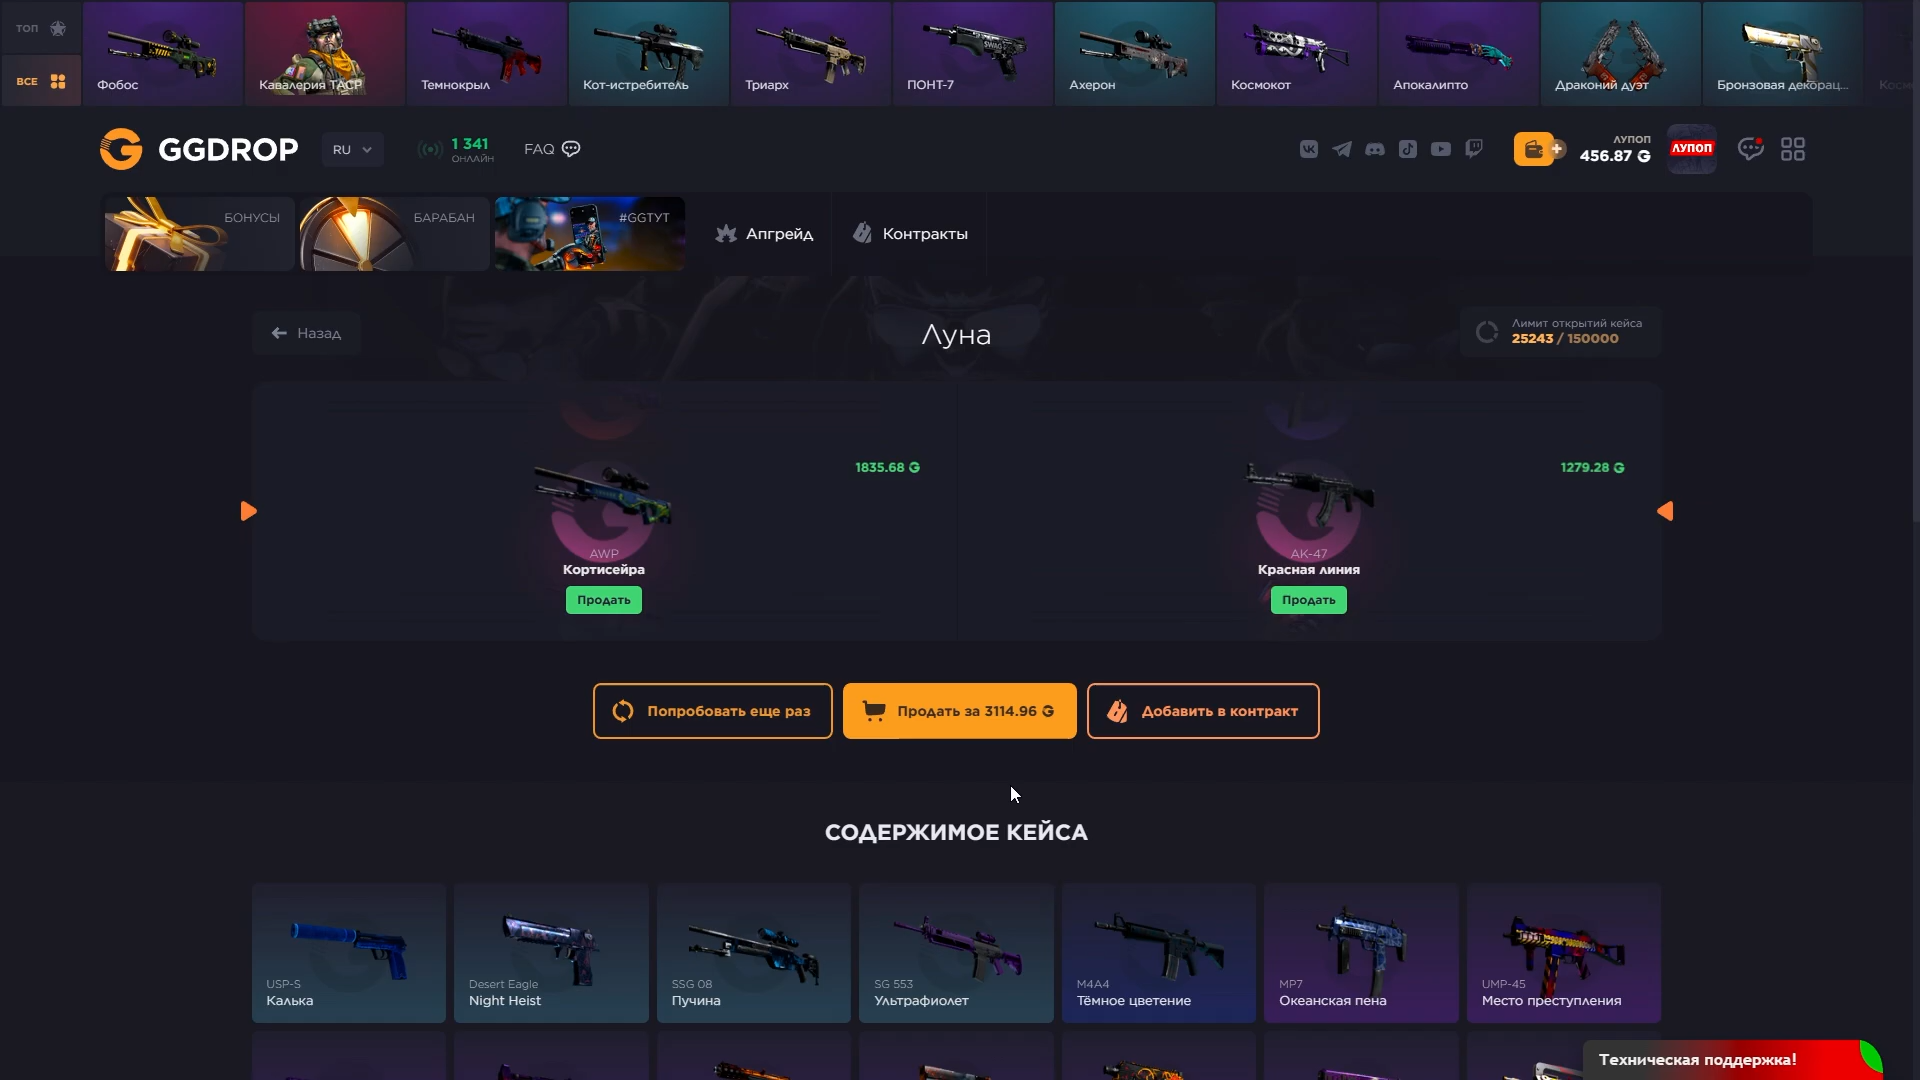 ТОП
ВСЕ
Фобос
Кавалерия TACP
Темнокрыл
Кот-истребитель
Триарх
ПОНТ-7
Ахерон
Космокот
Апокалипто
Драконий дуэт
Бронзовая декорац...
GGDROP
RU
1 341
ОНЛАЙН
FAQ
ЛУПОП
456.87
ЛУПОП
БОНУСЫ
БАРАБАН
#GGТУТ
Апгрейд
Контракты
Назад
Луна
Лимит открытий кейса
25243 / 150000
1835.68
AWP
Кортисейра
Продать
1279.28
AK-47
Красная линия
Продать
Попробовать еще раз
Продать за 3114.96
Добавить в контракт
СОДЕРЖИМОЕ КЕЙСА
USP-S
Калька
Desert Eagle
Night Heist
SSG 08
Пучина
SG 553
Ультрафиолет
M4A4
Тёмное цветение
MP7
Океанская пена
UMP-45
Место преступления
Техническая поддержка!